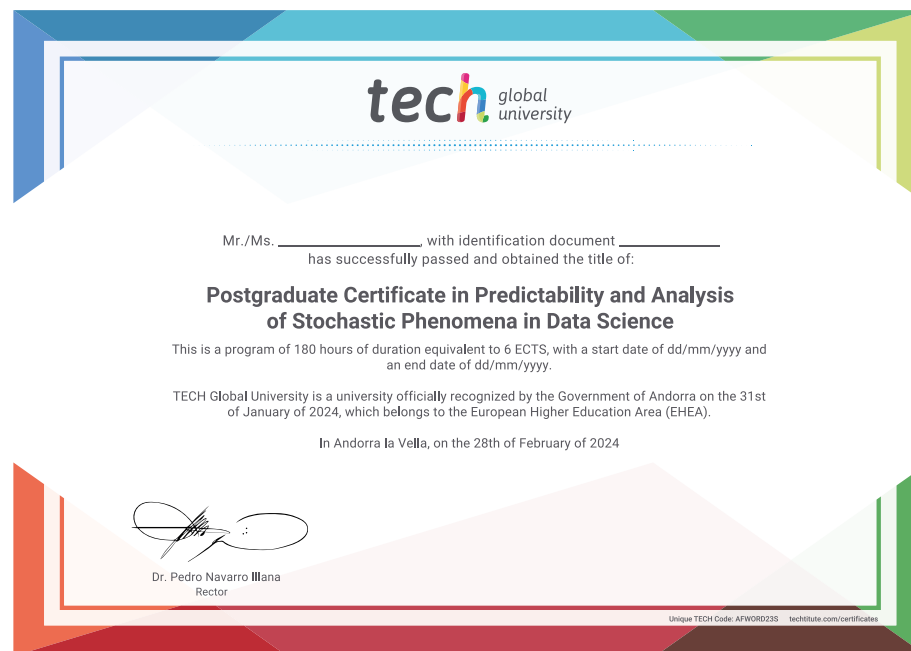 tech global university
Mr./Ms. ____________, with identification document ____________
has successfully passed and obtained the title of:
Postgraduate Certificate in Predictability and Analysis
of Stochastic Phenomena in Data Science
This is a program of 180 hours of duration equivalent to 6 ECTS, with a start date of dd/mm/yyyy and
an end date of dd/mm/yyyy.
TECH Global University is a university officially recognized by the Government of Andorra on the 31st
of January of 2024, which belongs to the European Higher Education Area (EHEA).
In Andorra la Vella, on the 28th of February of 2024
Dr. Pedro Navarro Illana
Rector
Unique TECH Code: AFWORD23S techtitute.com/certificates